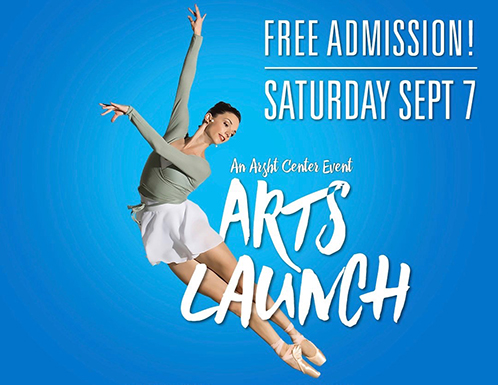 FREE ADMISSION!
SATURDAY SEPT 7
An Arsht Center Event
ARTS
LAUNCH